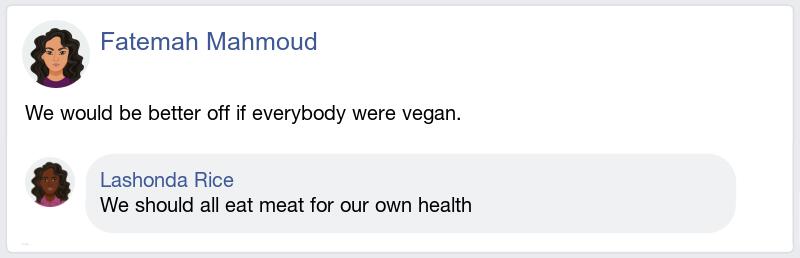 Fatemah Mahmoud
We would be better off if everybody were vegan.
Lashonda Rice
We should all eat meat for our own health